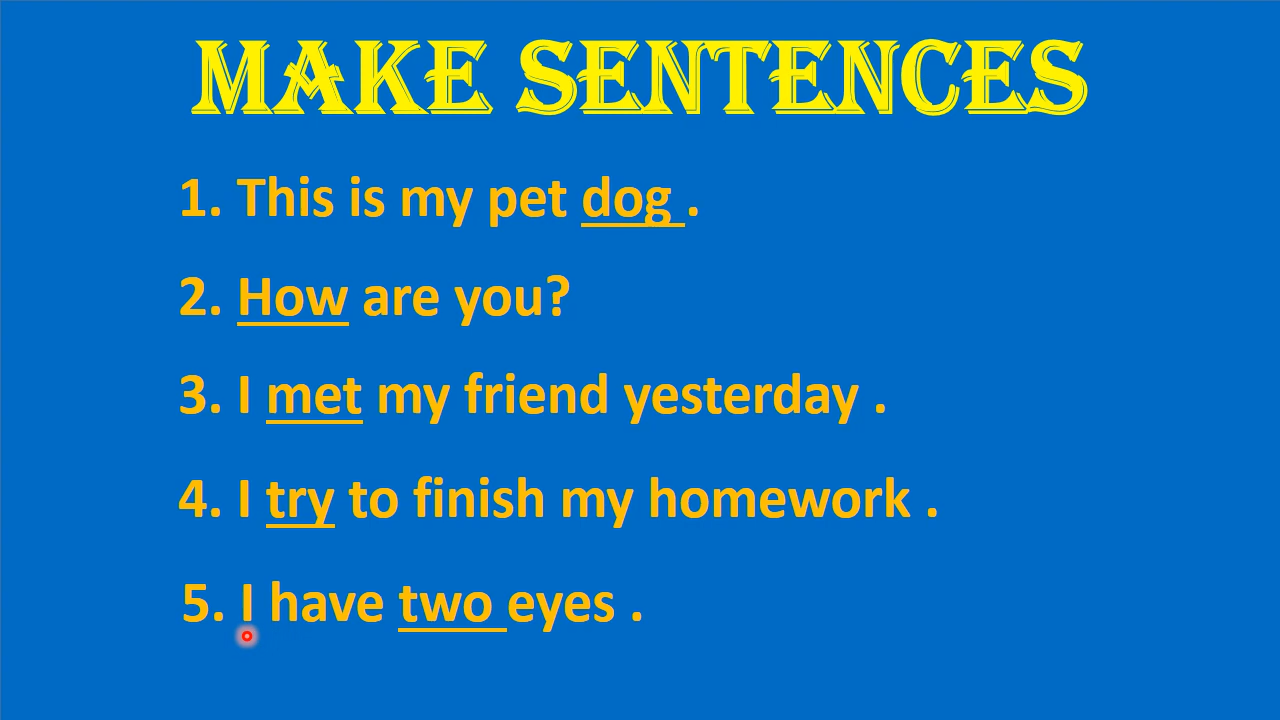 MAKE SENTENCES
1. This is my pet dog .
2. How are you?
3. I met my friend yesterday .
4. I try to finish my homework .
5. I have two eyes .